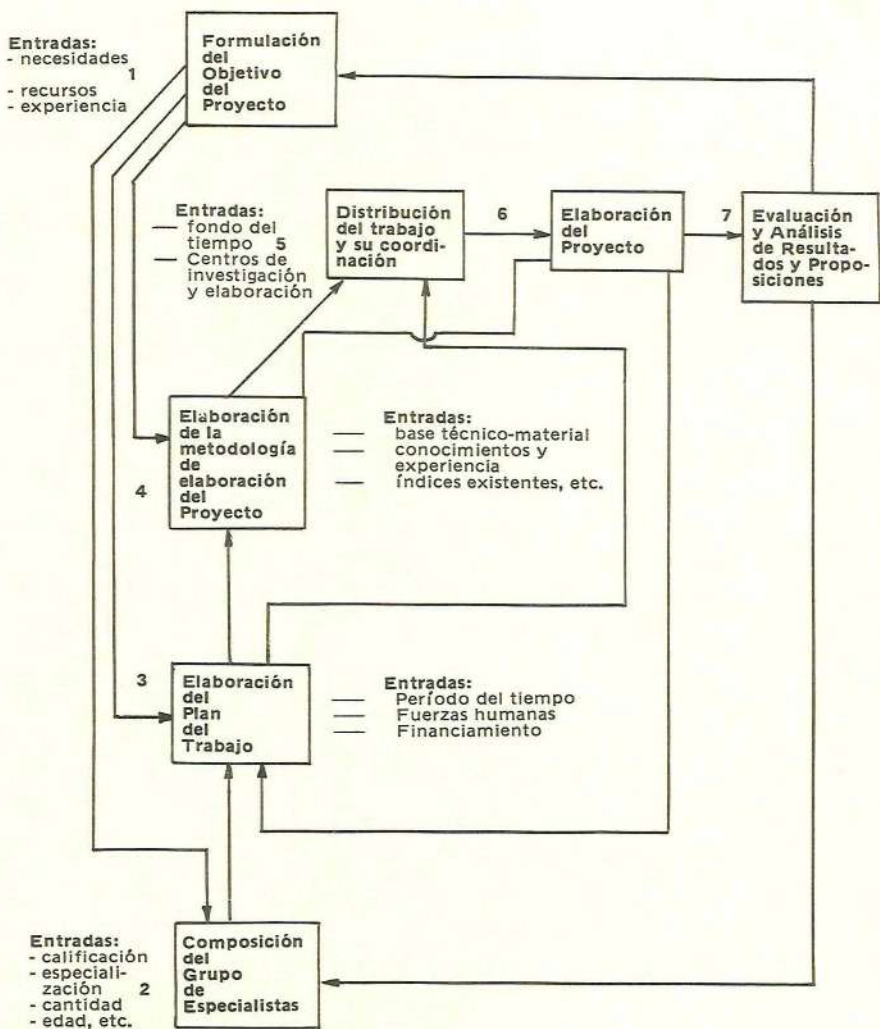 Entradas:
- necesidades
1
- recursos
- experiencia
Formulación
del
Objetivo
del
Proyecto
Entradas:
— fondo del
tiempo 5
— Centros de
investigación
y elaboración
Distribución
del trabajo
y su coordi-
nación
6
Elaboración
del
Proyecto
7
Evaluación
y Análisis
de Resulta-
dos y Propo-
siciones
4
Elaboración
de la
metodología
de
elaboración
del
Proyecto
Entradas:
— base técnico-material
— conocimientos y
experiencia
— índices existentes, etc.
3
Elaboración
del
Plan
del
Trabajo
Entradas:
— Período del tiempo
— Fuerzas humanas
— Financiamiento
Entradas:
- calificación
- especiali-
zación 2
- cantidad
- edad, etc.
Composición
del
Grupo
de
Especialistas